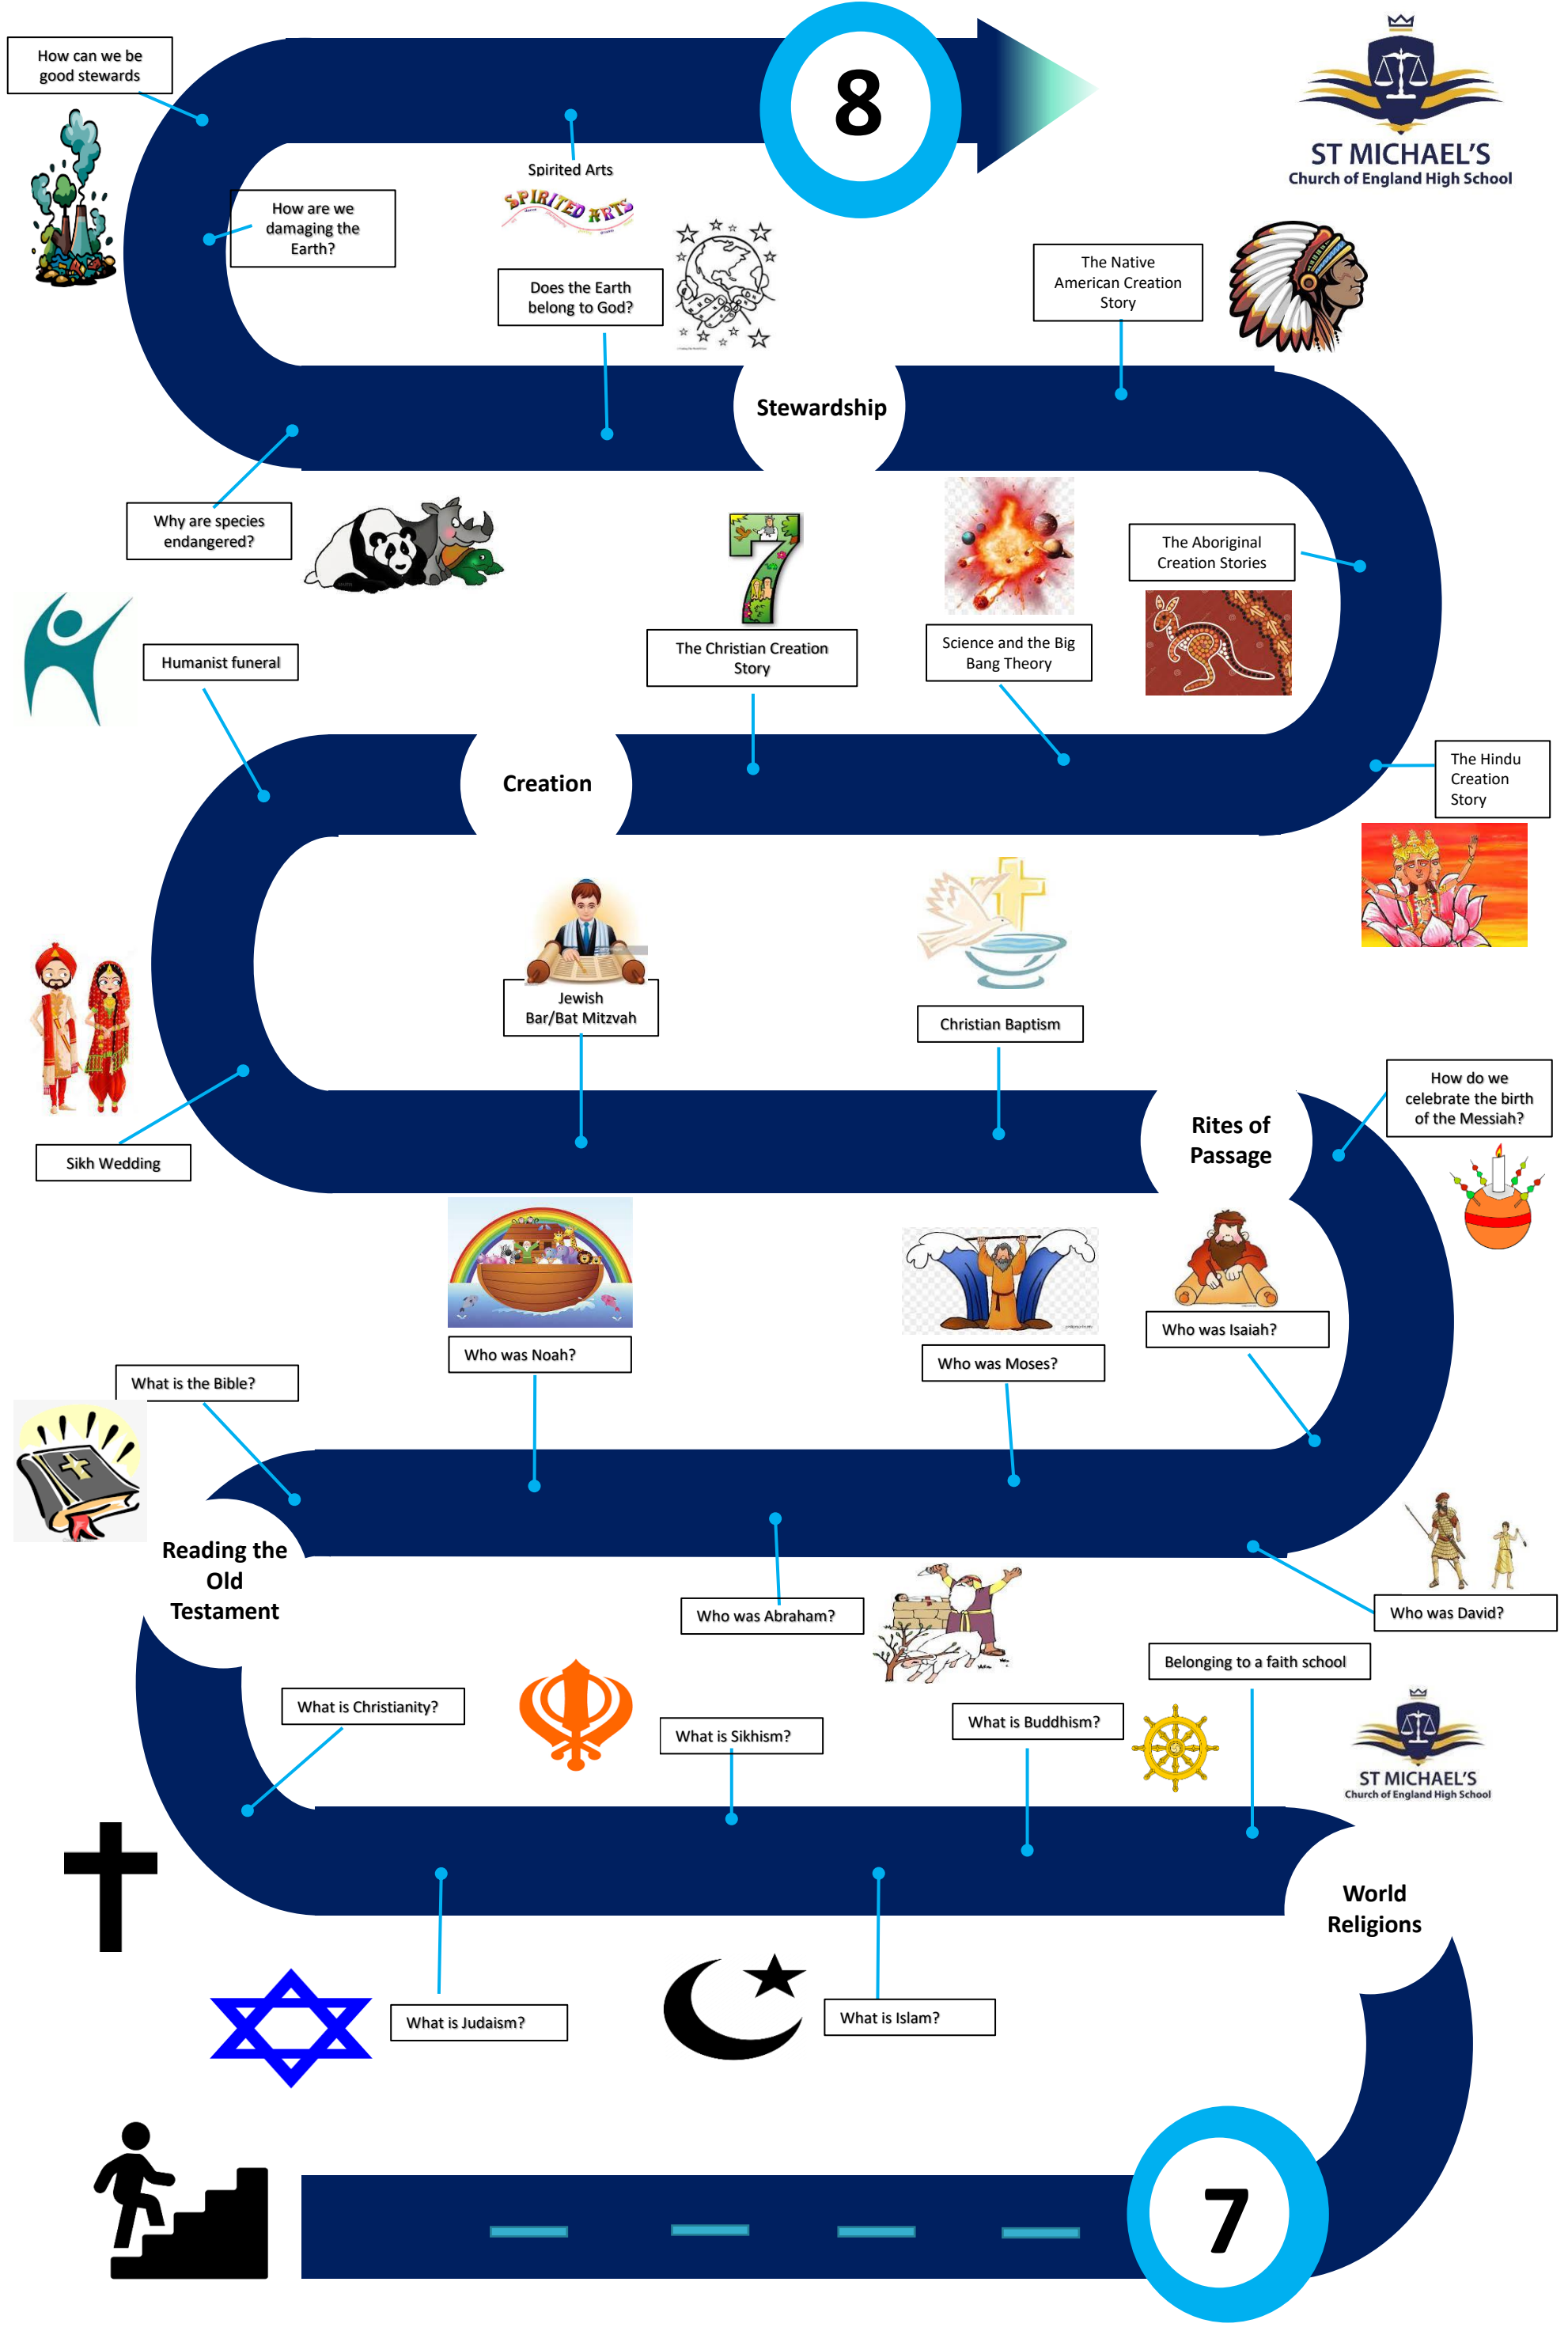 How can we be
good stewards
8
ST MICHAEL'S
Church of England High School
Spirited Arts
SPIRITED ARTS
How are we
damaging the
Earth?
Does the Earth
belong to God?
The Native
American Creation
Story
Stewardship
Why are species
endangered?
7
The Christian Creation
Story
Science and the Big
Bang Theory
The Aboriginal
Creation Stories
Humanist funeral
The Hindu
Creation
Story
Creation
Jewish
Bar/Bat Mitzvah
Christian Baptism
How do we
celebrate the birth
of the Messiah?
Rites of
Passage
Sikh Wedding
Who was Noah?
Who was Moses?
Who was Isaiah?
What is the Bible?
Reading the
Old
Testament
Who was Abraham?
Who was David?
Belonging to a faith school
What is Christianity?
What is Sikhism?
What is Buddhism?
ST MICHAEL'S
Church of England High School
World
Religions
What is Judaism?
What is Islam?
7